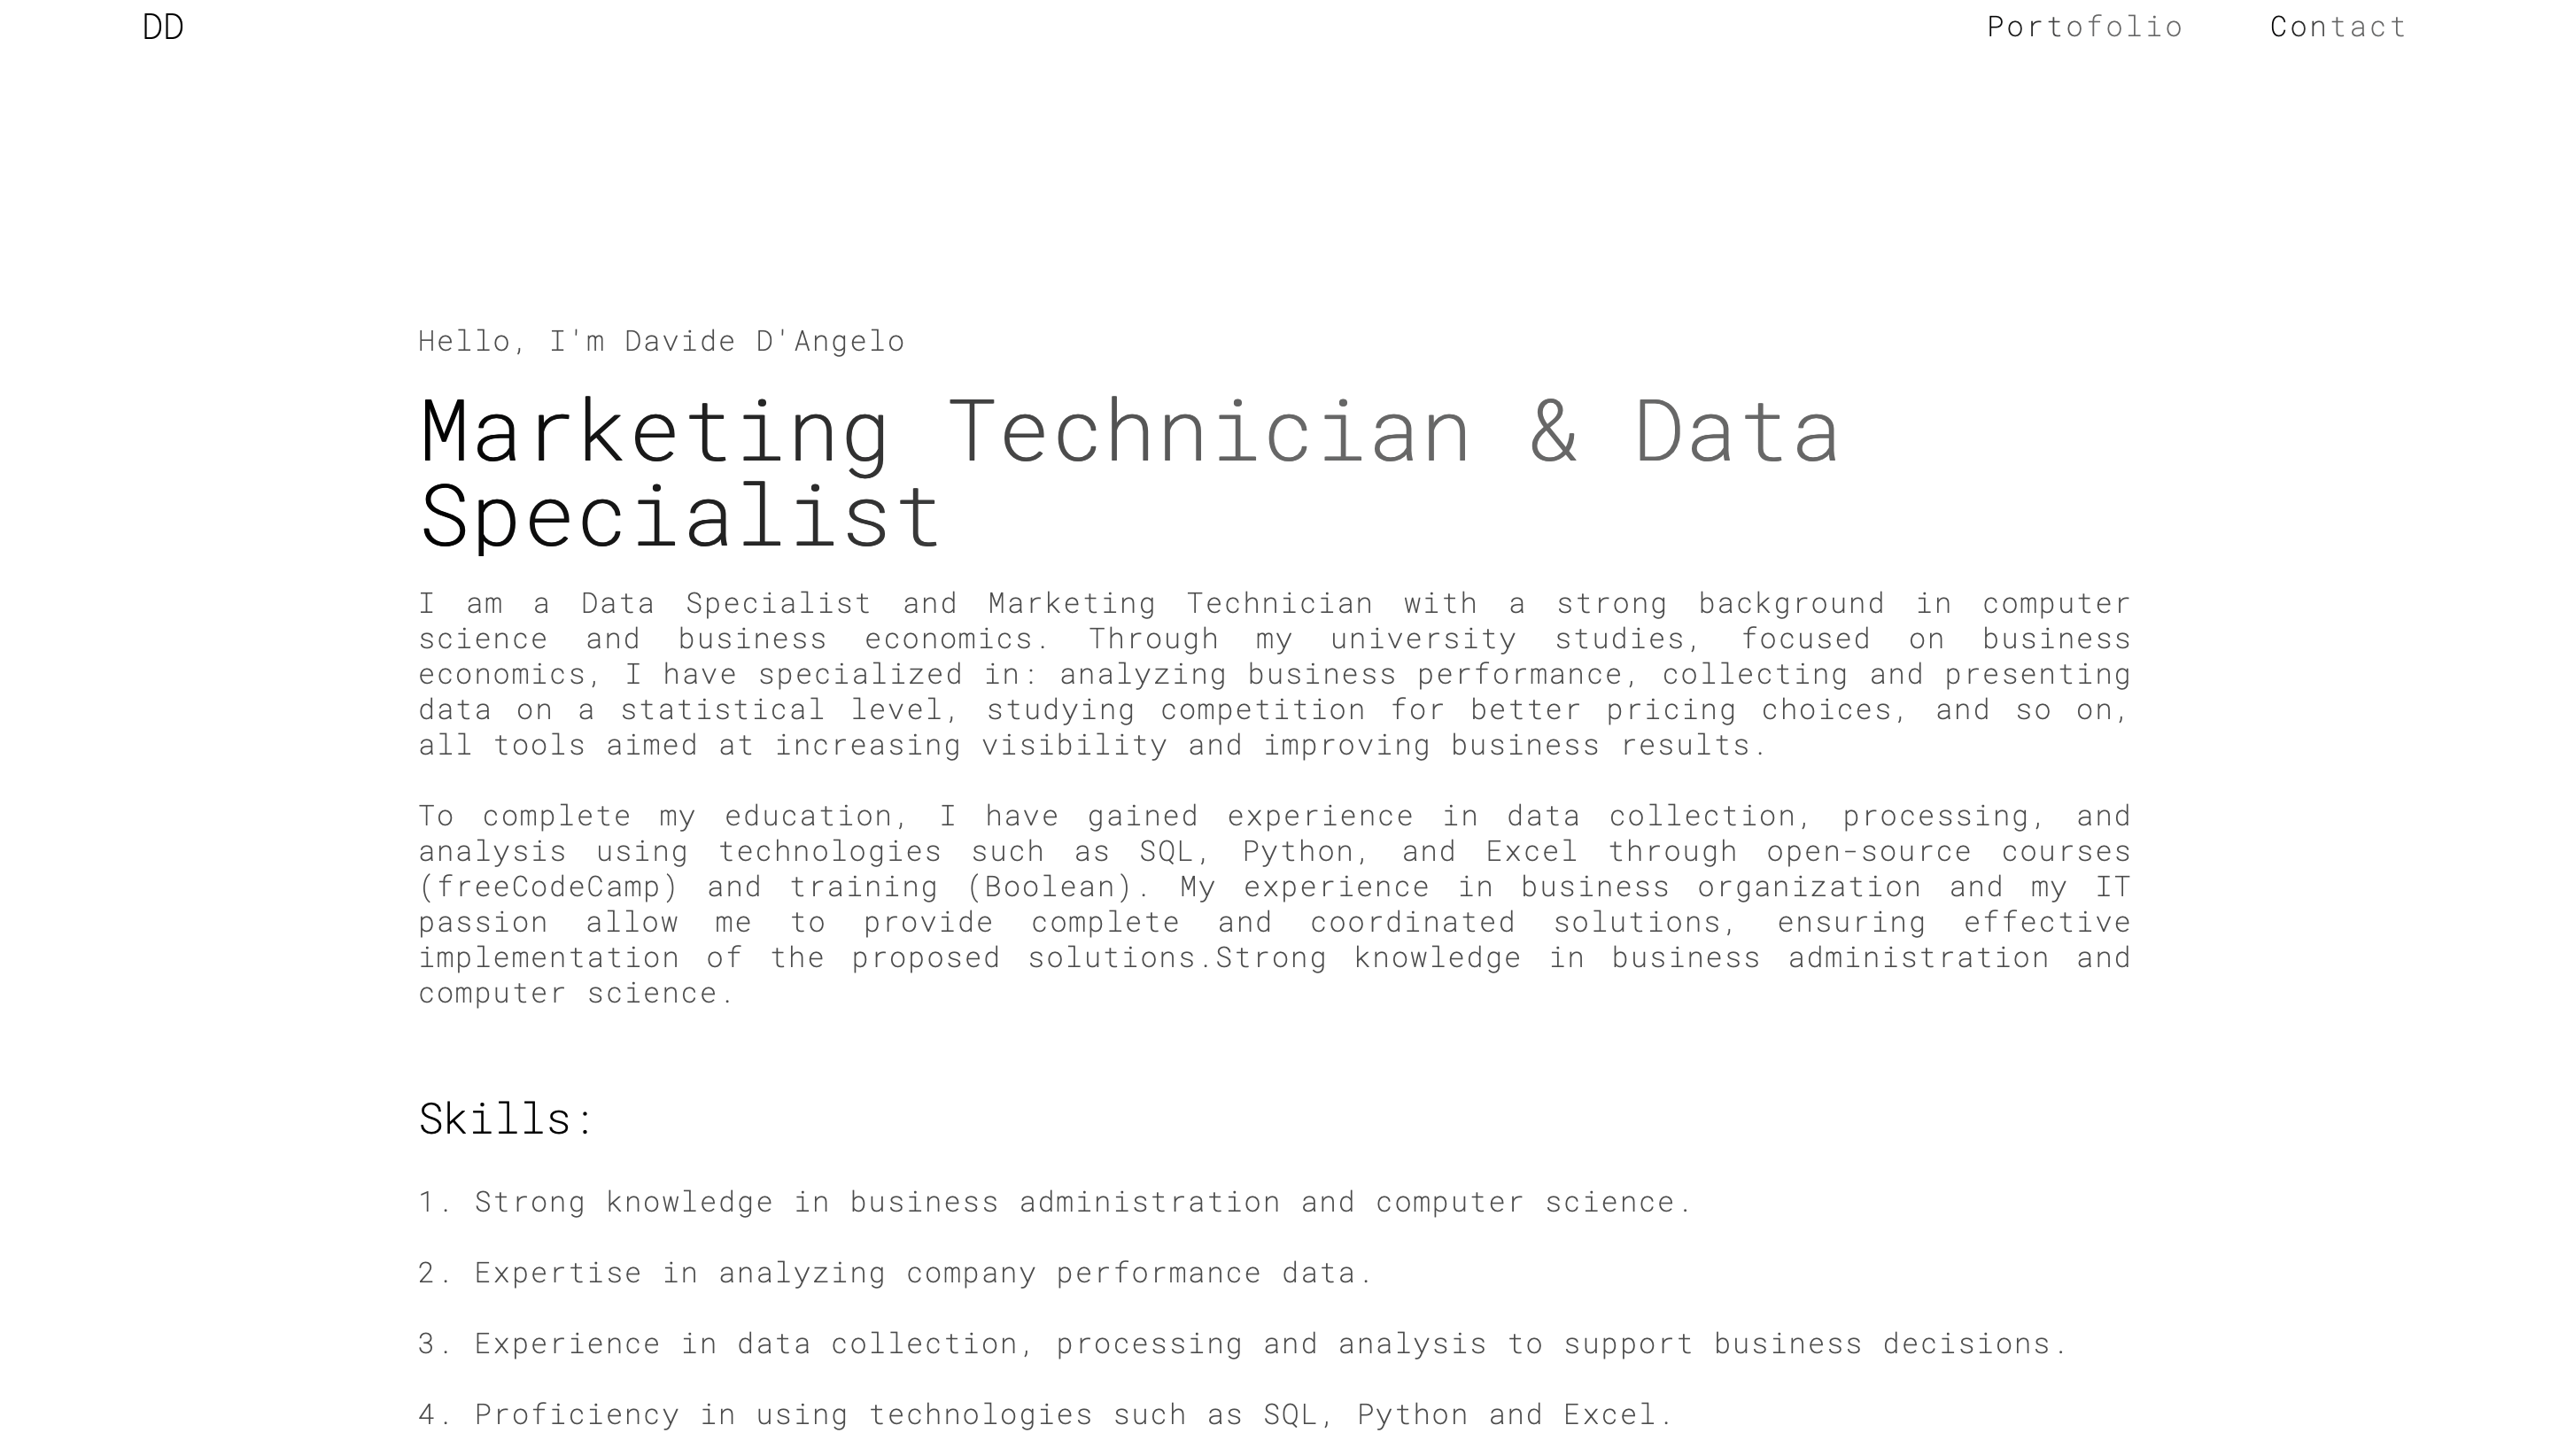 DD
Portofolio Contact
Hello, I'm Davide D'Angelo
Marketing Technician & Data
Specialist
I am a Data Specialist and Marketing Technician with a strong background in computer
science and business economics. Through my university studies, focused on business
economics, I have specialized in: analyzing business performance, collecting and presenting
data on a statistical level, studying competition for better pricing choices, and so on,
all tools aimed at increasing visibility and improving business results.
To complete my education, I have gained experience in data collection, processing, and
analysis using technologies such as SQL, Python, and Excel through open-source courses
(freeCodeCamp) and training (Boolean). My experience in business organization and my IT
passion allow me to provide complete and coordinated solutions, ensuring effective
implementation of the proposed solutions.Strong knowledge in business administration and
computer science.
Skills:
1. Strong knowledge in business administration and computer science.
2. Expertise in analyzing company performance data.
3. Experience in data collection, processing and analysis to support business decisions.
4. Proficiency in using technologies such as SQL, Python and Excel.